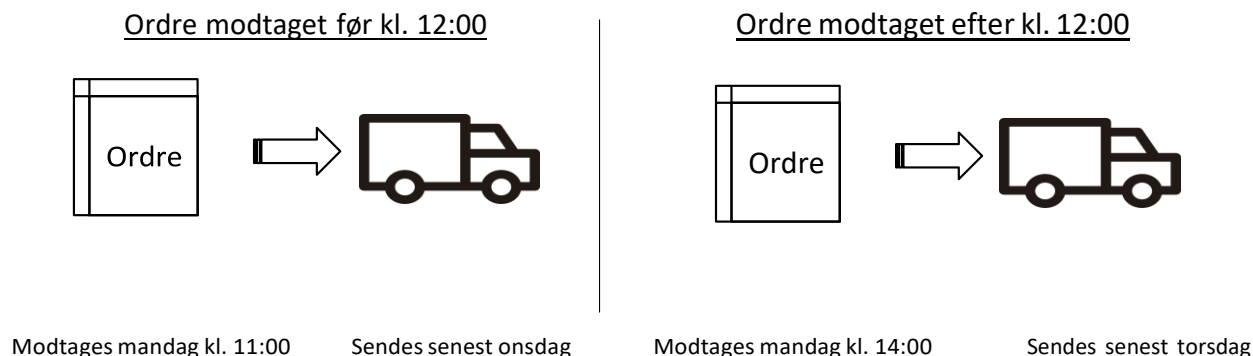 Ordre modtaget før kl. 12:00
Ordre
Modtages mandag kl. 11:00
Sendes senest onsdag
Ordre modtaget efter kl. 12:00
Ordre
Modtages mandag kl. 14:00
Sendes senest torsdag